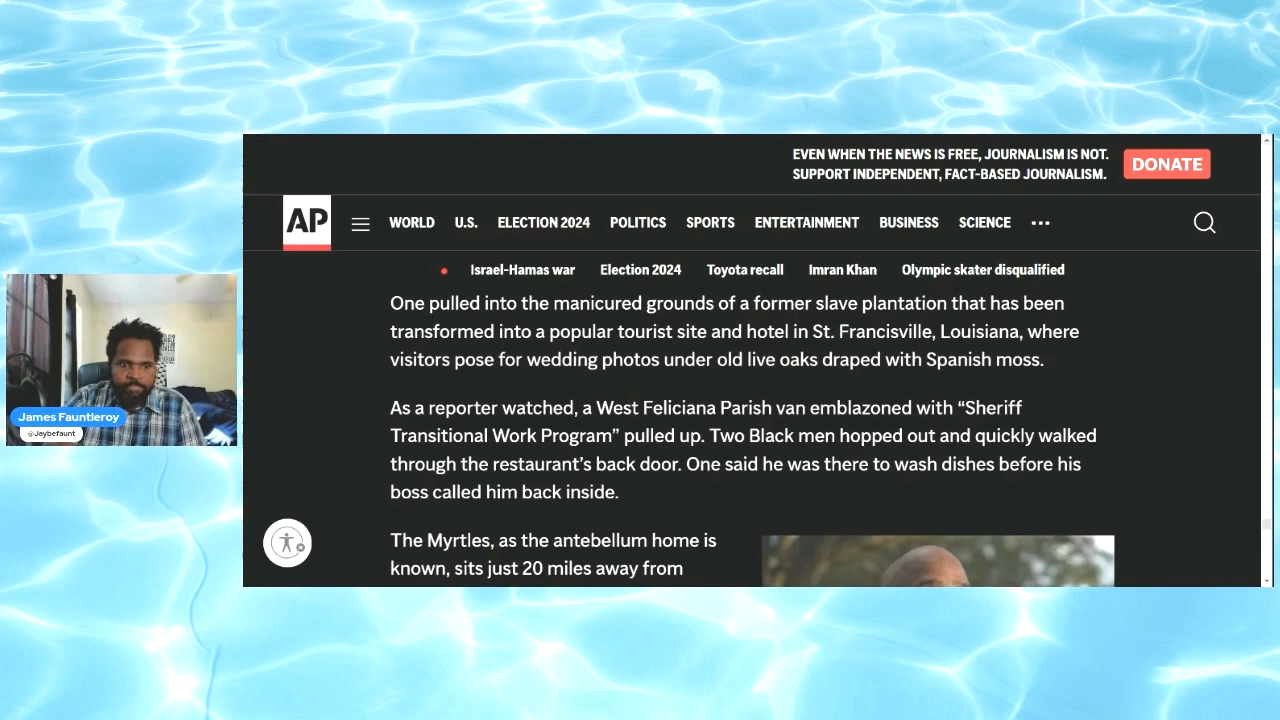 EVEN WHEN THE NEWS IS FREE, JOURNALISM IS NOT.
SUPPORT INDEPENDENT, FACT-BASED JOURNALISM.
DONATE
AP
WORLD U.S. ELECTION 2024 POLITICS SPORTS ENTERTAINMENT BUSINESS SCIENCE
Israel-Hamas war Election 2024 Toyota recall Imran Khan Olympic skater disqualified
One pulled into the manicured grounds of a former slave plantation that has been
transformed into a popular tourist site and hotel in St. Francisville, Louisiana, where
visitors pose for wedding photos under old live oaks draped with Spanish moss.
As a reporter watched, a West Feliciana Parish van emblazoned with “Sheriff
Transitional Work Program” pulled up. Two Black men hopped out and quickly walked
through the restaurant’s back door. One said he was there to wash dishes before his
boss called him back inside.
The Myrtles, as the antebellum home is
known, sits just 20 miles away from
James Fauntleroy
@Jaybefaunt